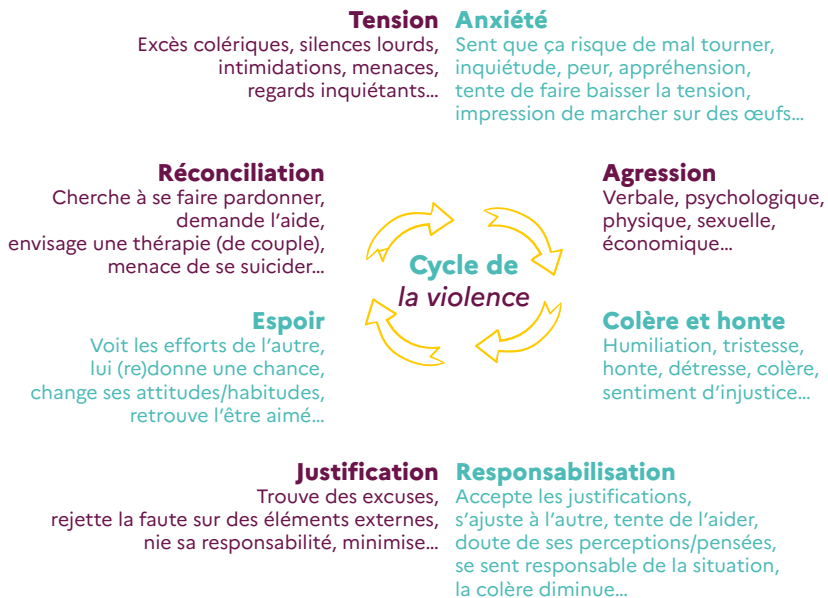 Tension
Excès colériques, silences lourds,
intimidations, menaces,
regards inquiétants…
Anxiété
Sent que ça risque de mal tourner,
inquiétude, peur, appréhension,
tente de faire baisser la tension,
impression de marcher sur des œufs…
Réconciliation
Cherche à se faire pardonner,
demande l’aide,
envisage une thérapie (de couple),
menace de se suicider…
Agression
Verbale, psychologique,
physique, sexuelle,
économique…
Cycle de
la violence
Espoir
Voit les efforts de l’autre,
lui (re)donne une chance,
change ses attitudes/habitudes,
retrouve l’être aimé…
Colère et honte
Humiliation, tristesse,
honte, détresse, colère,
sentiment d’injustice…
Justification
Trouve des excuses,
rejette la faute sur des éléments externes,
nie sa responsabilité, minimise…
Responsabilisation
Accepte les justifications,
s’ajuste à l’autre, tente de l’aider,
doute de ses perceptions/pensées,
se sent responsable de la situation,
la colère diminue…